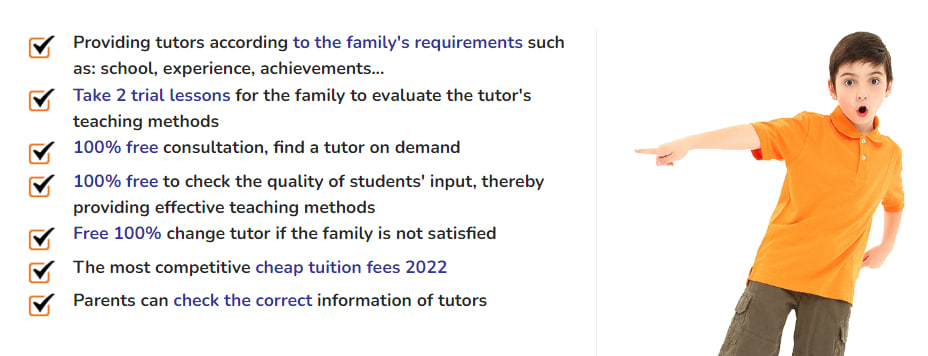 Providing tutors according to the family's requirements such
as: school, experience, achievements...
Take 2 trial lessons for the family to evaluate the tutor's
teaching methods
100% free consultation, find a tutor on demand
100% free to check the quality of students' input, thereby
providing effective teaching methods
Free 100% change tutor if the family is not satisfied
The most competitive cheap tuition fees 2022
Parents can check the correct information of tutors